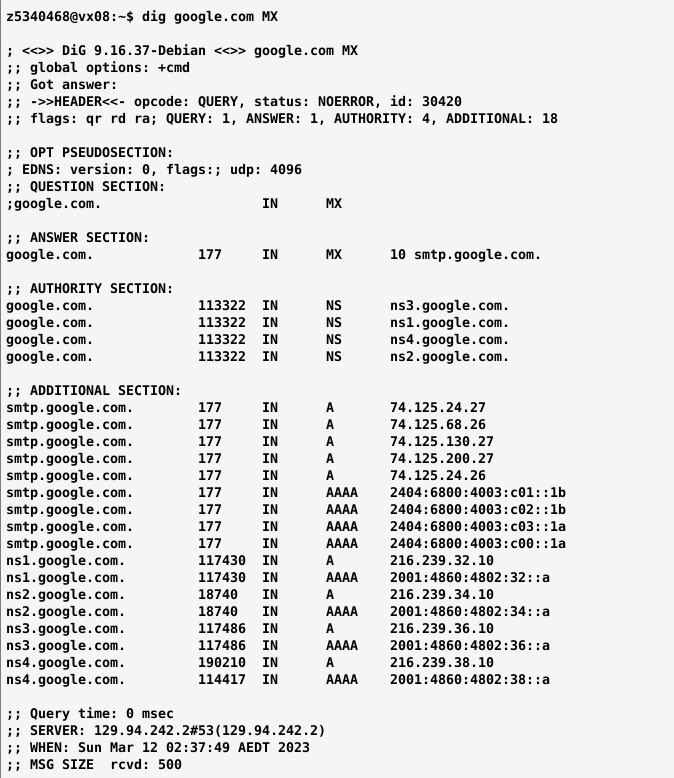 z5340468@vx08:~$ dig google.com MX

; <<>> DiG 9.16.37-Debian <<>> google.com MX
;; global options: +cmd
;; Got answer:
;; ->>HEADER<<- opcode: QUERY, status: NOERROR, id: 30420
;; flags: qr rd ra; QUERY: 1, ANSWER: 1, AUTHORITY: 4, ADDITIONAL: 18

;; OPT PSEUDOSECTION:
; EDNS: version: 0, flags:; udp: 4096
;; QUESTION SECTION:
;google.com.			IN	MX

;; ANSWER SECTION:
google.com.		177	IN	MX	10 smtp.google.com.

;; AUTHORITY SECTION:
google.com.		113322	IN	NS	ns3.google.com.
google.com.		113322	IN	NS	ns1.google.com.
google.com.		113322	IN	NS	ns4.google.com.
google.com.		113322	IN	NS	ns2.google.com.

;; ADDITIONAL SECTION:
smtp.google.com.	177	IN	A	74.125.24.27
smtp.google.com.	177	IN	A	74.125.68.26
smtp.google.com.	177	IN	A	74.125.130.27
smtp.google.com.	177	IN	A	74.125.200.27
smtp.google.com.	177	IN	A	74.125.24.26
smtp.google.com.	177	IN	AAAA	2404:6800:4003:c01::1b
smtp.google.com.	177	IN	AAAA	2404:6800:4003:c02::1b
smtp.google.com.	177	IN	AAAA	2404:6800:4003:c03::1a
smtp.google.com.	177	IN	AAAA	2404:6800:4003:c00::1a
ns1.google.com.		117430	IN	A	216.239.32.10
ns1.google.com.		117430	IN	AAAA	2001:4860:4802:32::a
ns2.google.com.		18740	IN	A	216.239.34.10
ns2.google.com.		18740	IN	AAAA	2001:4860:4802:34::a
ns3.google.com.		117486	IN	A	216.239.36.10
ns3.google.com.		117486	IN	AAAA	2001:4860:4802:36::a
ns4.google.com.		190210	IN	A	216.239.38.10
ns4.google.com.		114417	IN	AAAA	2001:4860:4802:38::a

;; Query time: 0 msec
;; SERVER: 129.94.242.2#53(129.94.242.2)
;; WHEN: Sun Mar 12 02:37:49 AEDT 2023
;; MSG SIZE  rcvd: 500